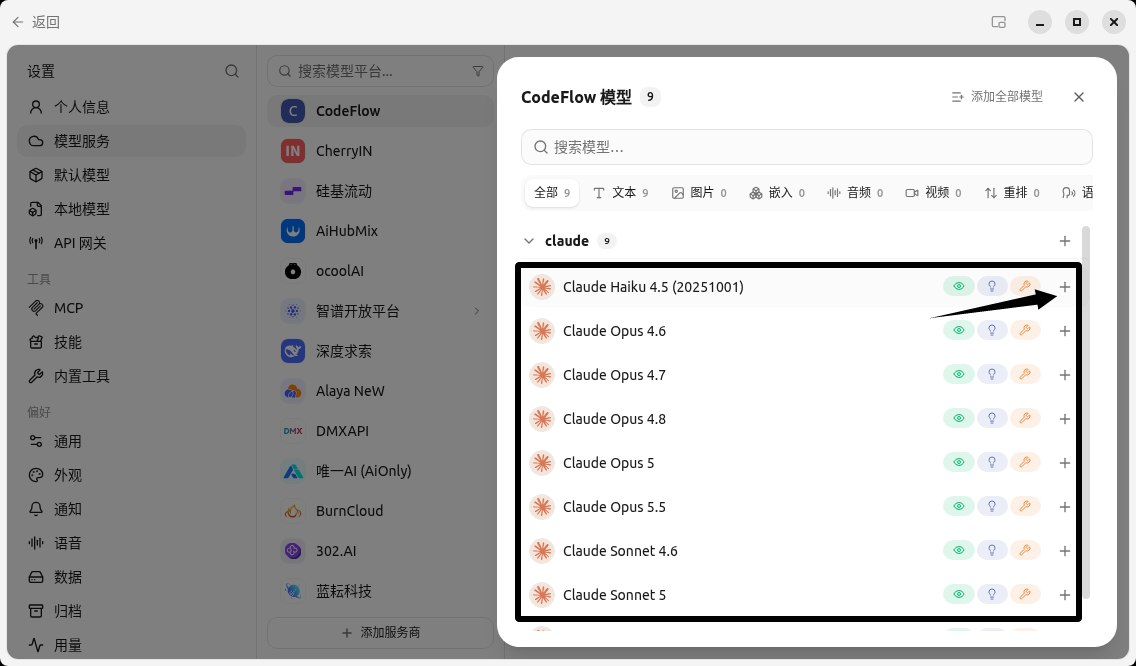 返回
设置
个人信息
模型服务
默认模型
本地模型
API 网关
工具
MCP
技能
内置工具
偏好
通用
外观
通知
语音
数据
归档
用量
搜索模型平台...
C CodeFlow
IN CherryIN
硅基流动
AiHubMix
ocoolAI
智谱开放平台
深度求索
Alaya NeW
DMX DMXAPI
唯一AI (AiOnly)
BurnCloud
302.AI
蓝耘科技
添加服务商
CodeFlow 模型 9
添加全部模型
搜索模型...
全部 9 文本 9 图片 0 嵌入 0 音频 0 视频 0 重排 0 语
claude 9
Claude Haiku 4.5 (20251001)
Claude Opus 4.6
Claude Opus 4.7
Claude Opus 4.8
Claude Opus 5
Claude Opus 5.5
Claude Sonnet 4.6
Claude Sonnet 5